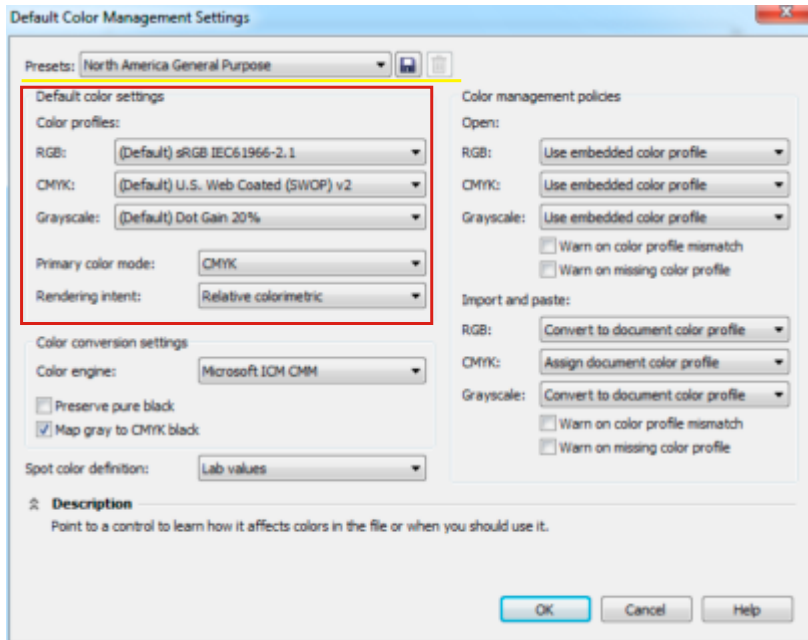 Default Color Management Settings
Presets: North America General Purpose
Default color settings
Color profiles:
RGB: (Default) sRGB IEC61966-2.1
CMYK: (Default) U.S. Web Coated (SWOP) v2
Grayscale: (Default) Dot Gain 20%
Primary color mode: CMYK
Rendering intent: Relative colorimetric
Color conversion settings
Color engine: Microsoft ICM CMM
Preserve pure black
Map gray to CMYK black
Spot color definition: Lab values
Color management policies
Open:
RGB: Use embedded color profile
CMYK: Use embedded color profile
Grayscale: Use embedded color profile
Warn on color profile mismatch
Warn on missing color profile
Import and paste:
RGB: Convert to document color profile
CMYK: Assign document color profile
Grayscale: Convert to document color profile
Warn on color profile mismatch
Warn on missing color profile
Description
Point to a control to learn how it affects colors in the file or when you should use it.
OK Cancel Help